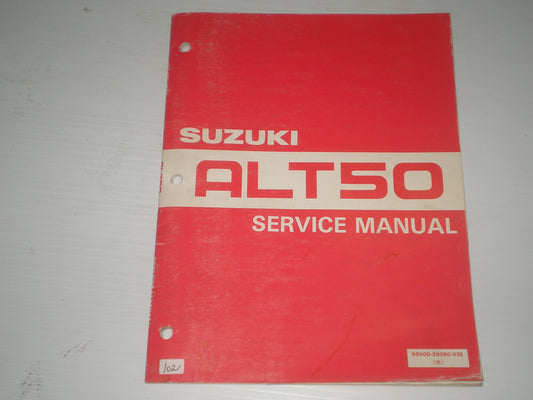 SUZUKI
ALT50
SERVICE MANUAL
99500-20080-03E
102